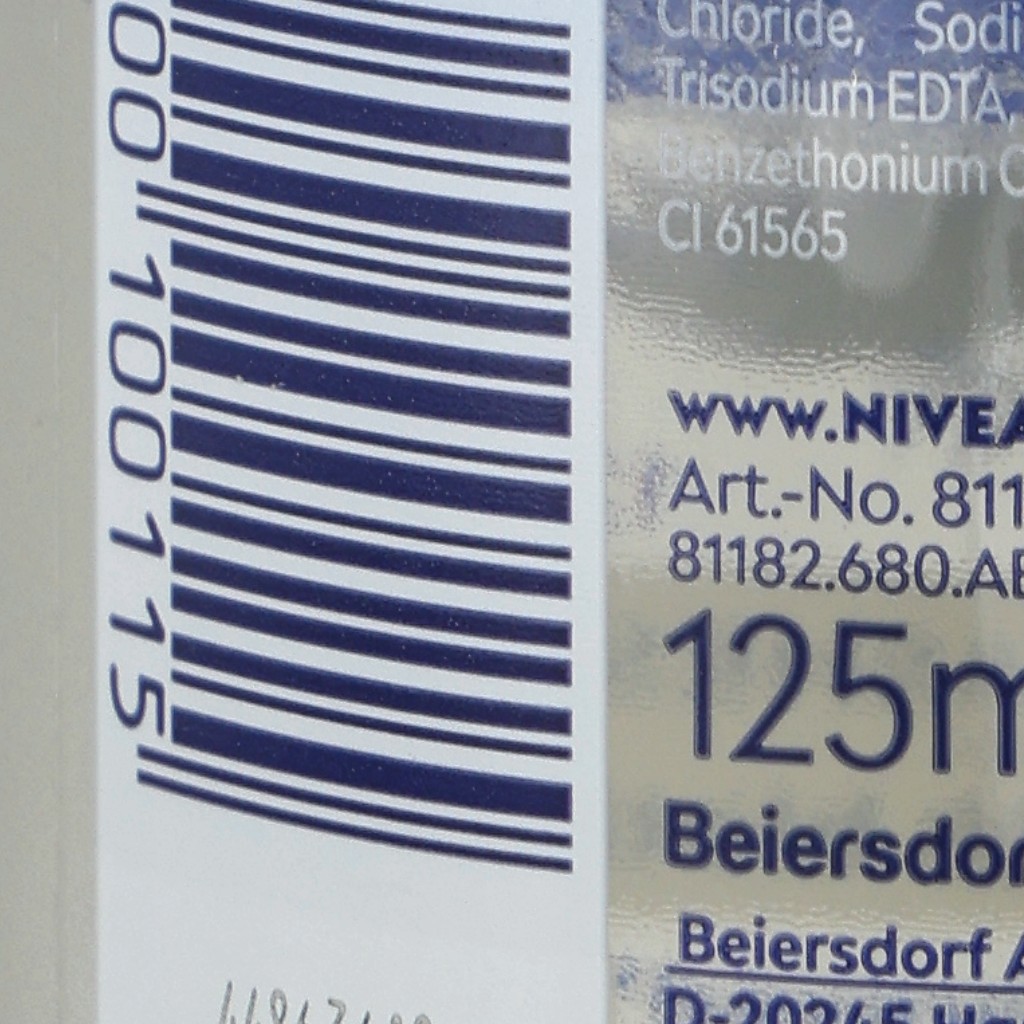 00 100115
Chloride, Sodi
Trisodium EDTA,
Benzethonium C
CI 61565
www.NIVEA
Art.-No. 811
81182.680.AE
125m
Beiersdor
Beiersdorf A